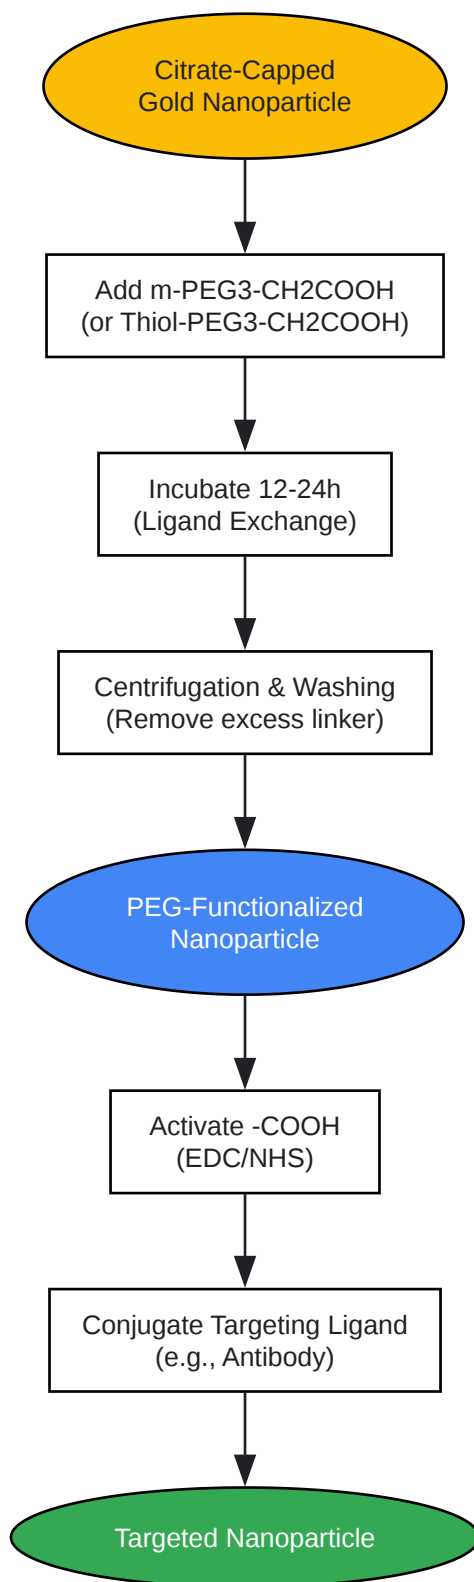 Citrate-Capped
Gold Nanoparticle
Add m-PEG3-CH2COOH
(or Thiol-PEG3-CH2COOH)
Incubate 12-24h
(Ligand Exchange)
Centrifugation & Washing
(Remove excess linker)
PEG-Functionalized
Nanoparticle
Activate -COOH
(EDC/NHS)
Conjugate Targeting Ligand
(e.g., Antibody)
Targeted Nanoparticle